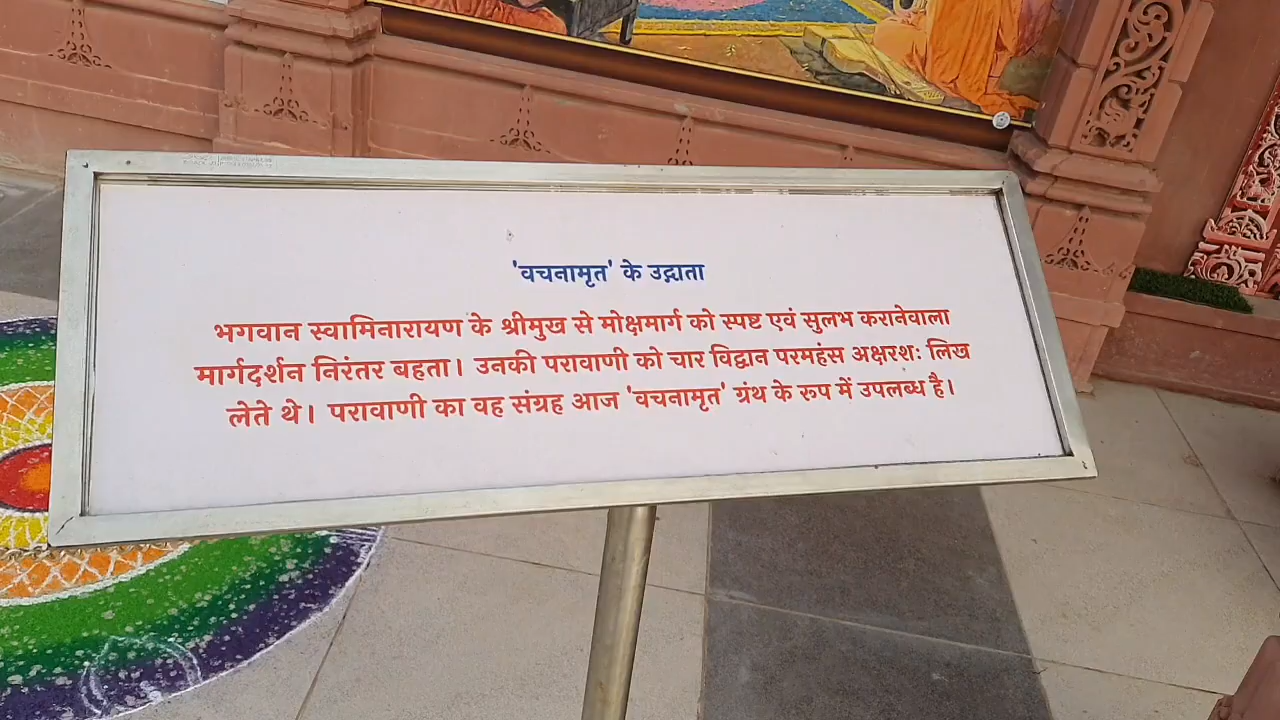 'वचनामृत' के उद्गाता
भगवान स्वामिनारायण के श्रीमुख से मोक्षमार्ग को स्पष्ट एवं सुलभ करानेवाला
मार्गदर्शन निरंतर बहता। उनकी परावाणी को चार विद्वान परमहंस अक्षरशः लिख
लेते थे। परावाणी का वह संग्रह आज 'वचनामृत' ग्रंथ के रूप में उपलब्ध है।